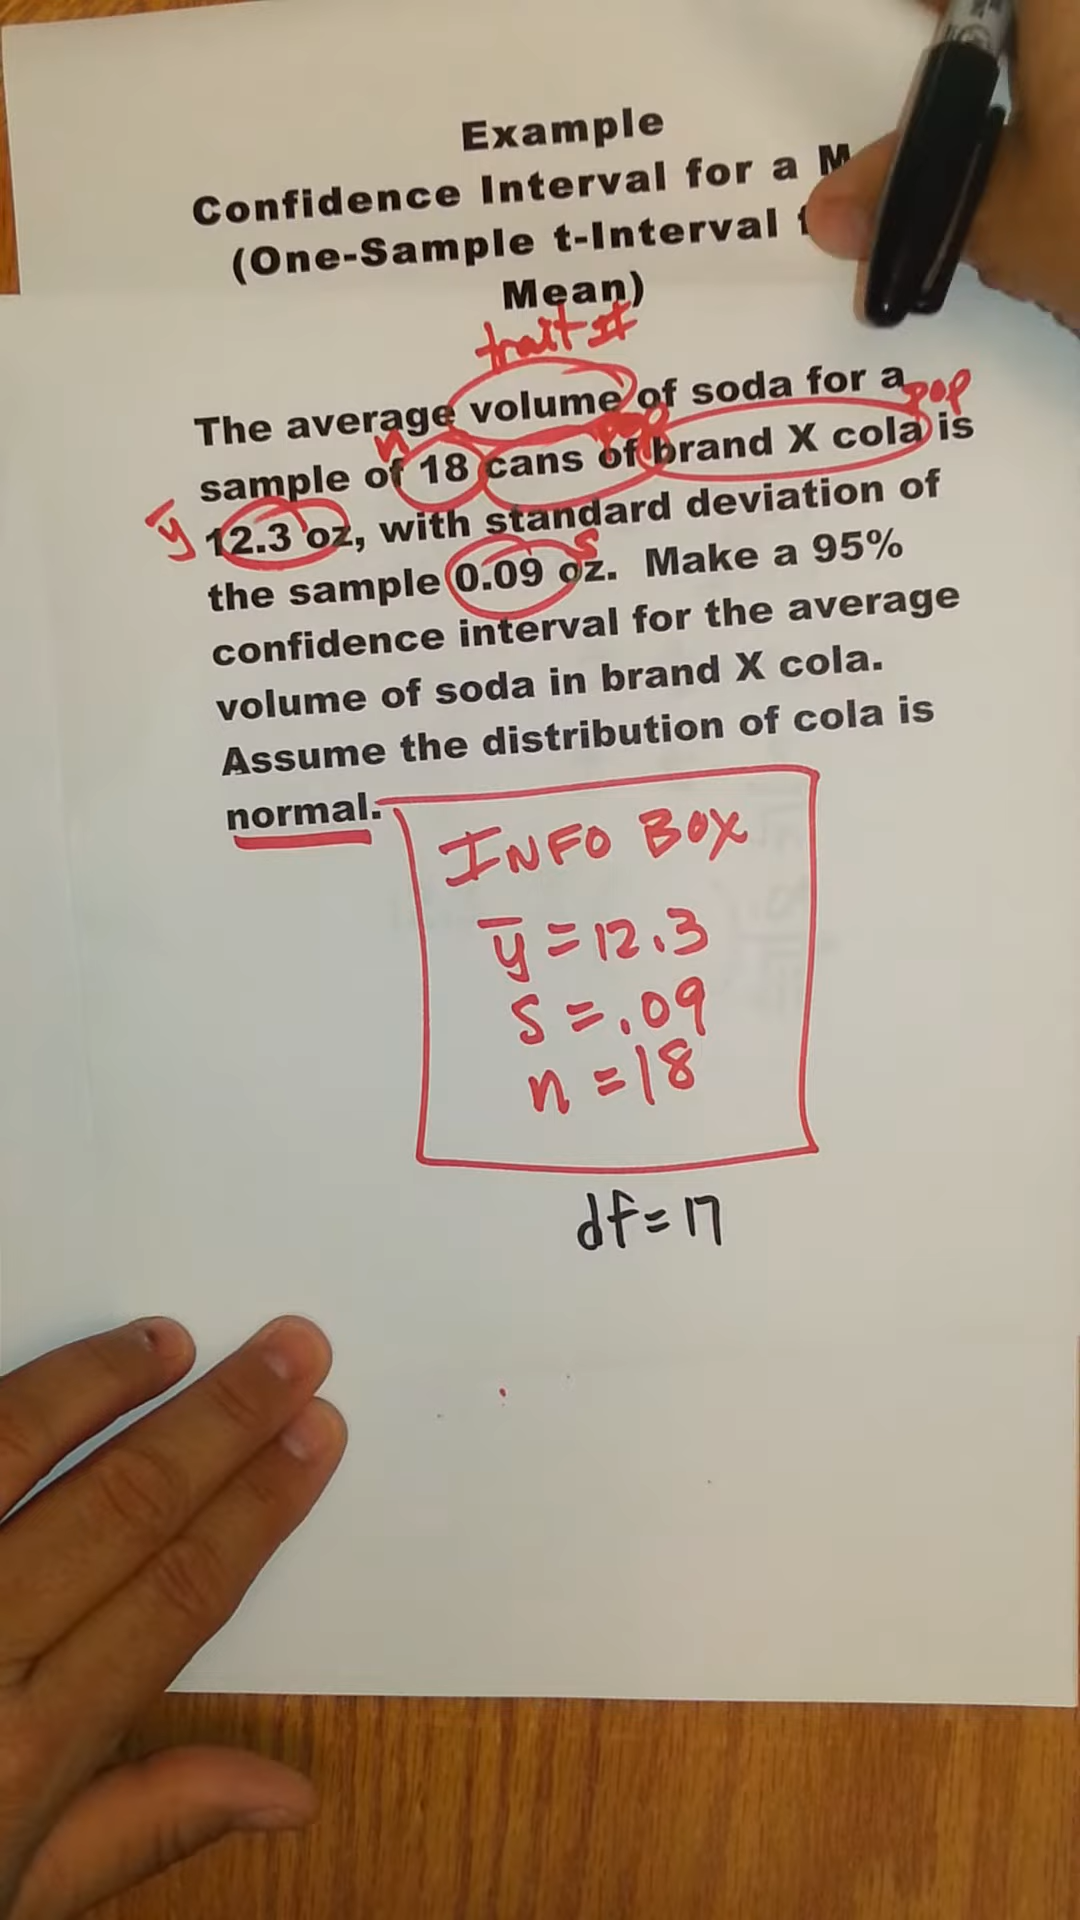 Example
Confidence Interval for a
(One-Sample t-Interval
Mean)
trait #
The average volume of soda for a
pop
n
pop
sample of 18 cans of brand X cola is
ȳ
12.3 oz, with standard deviation of
s
the sample 0.09 oz. Make a 95%
confidence interval for the average
volume of soda in brand X cola.
Assume the distribution of cola is
normal.
INFO BOX
ȳ = 12.3
s = .09
n = 18
df = 17